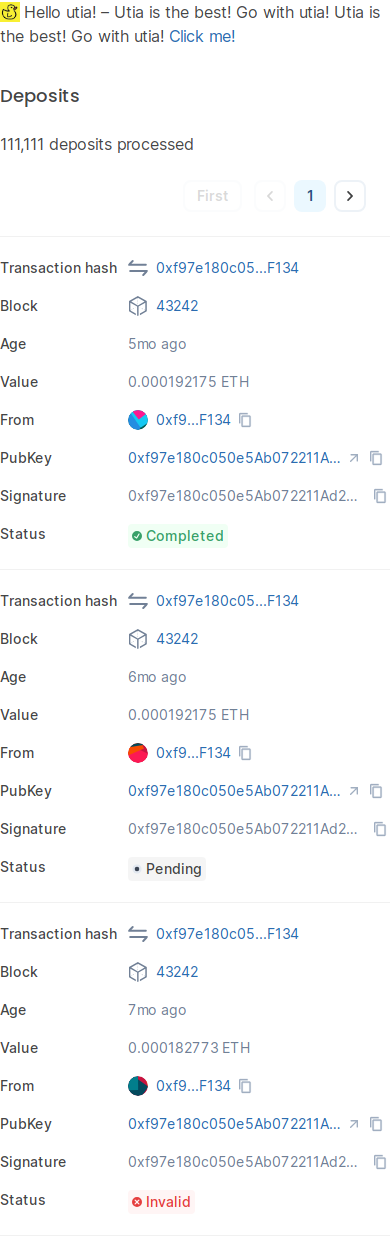 Hello utia! – Utia is the best! Go with utia! Utia is
the best! Go with utia! Click me!
Deposits
111,111 deposits processed
First 1
Transaction hash 0xf97e180c05...F134
Block 43242
Age 5mo ago
Value 0.000192175 ETH
From 0xf9...F134
PubKey 0xf97e180c050e5Ab072211A...
Signature 0xf97e180c050e5Ab072211Ad2...
Status Completed
Transaction hash 0xf97e180c05...F134
Block 43242
Age 6mo ago
Value 0.000192175 ETH
From 0xf9...F134
PubKey 0xf97e180c050e5Ab072211A...
Signature 0xf97e180c050e5Ab072211Ad2...
Status Pending
Transaction hash 0xf97e180c05...F134
Block 43242
Age 7mo ago
Value 0.000182773 ETH
From 0xf9...F134
PubKey 0xf97e180c050e5Ab072211A...
Signature 0xf97e180c050e5Ab072211Ad2...
Status Invalid